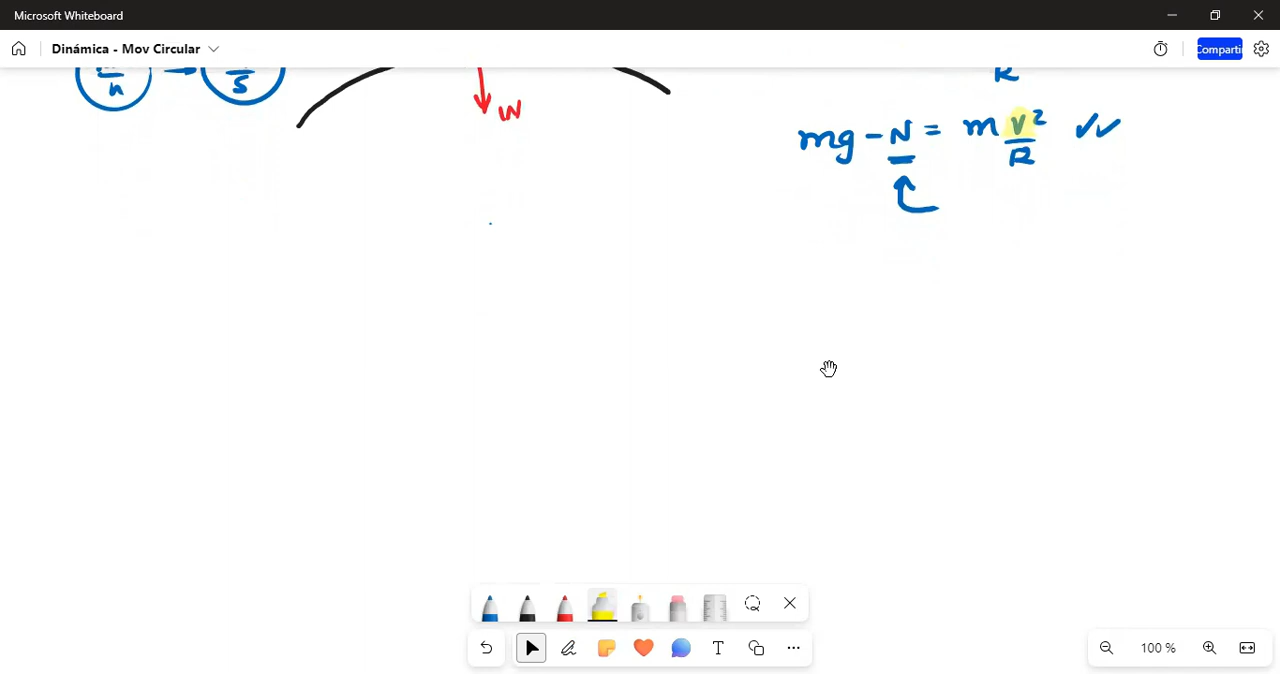 Microsoft Whiteboard
Dinámica - Mov Circular
Comparti
h → S
W
R
mg - N = m v² / R
100 %